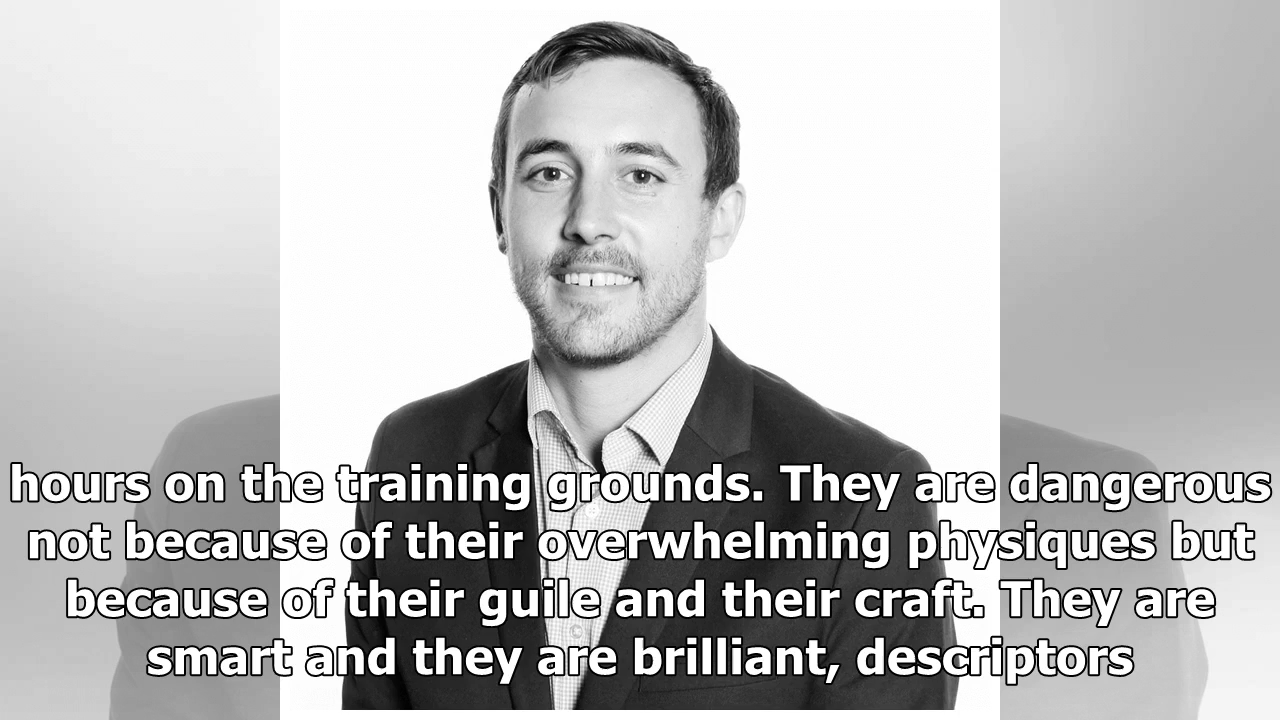 hours on the training grounds. They are dangerous
not because of their overwhelming physiques but
because of their guile and their craft. They are
smart and they are brilliant, descriptors